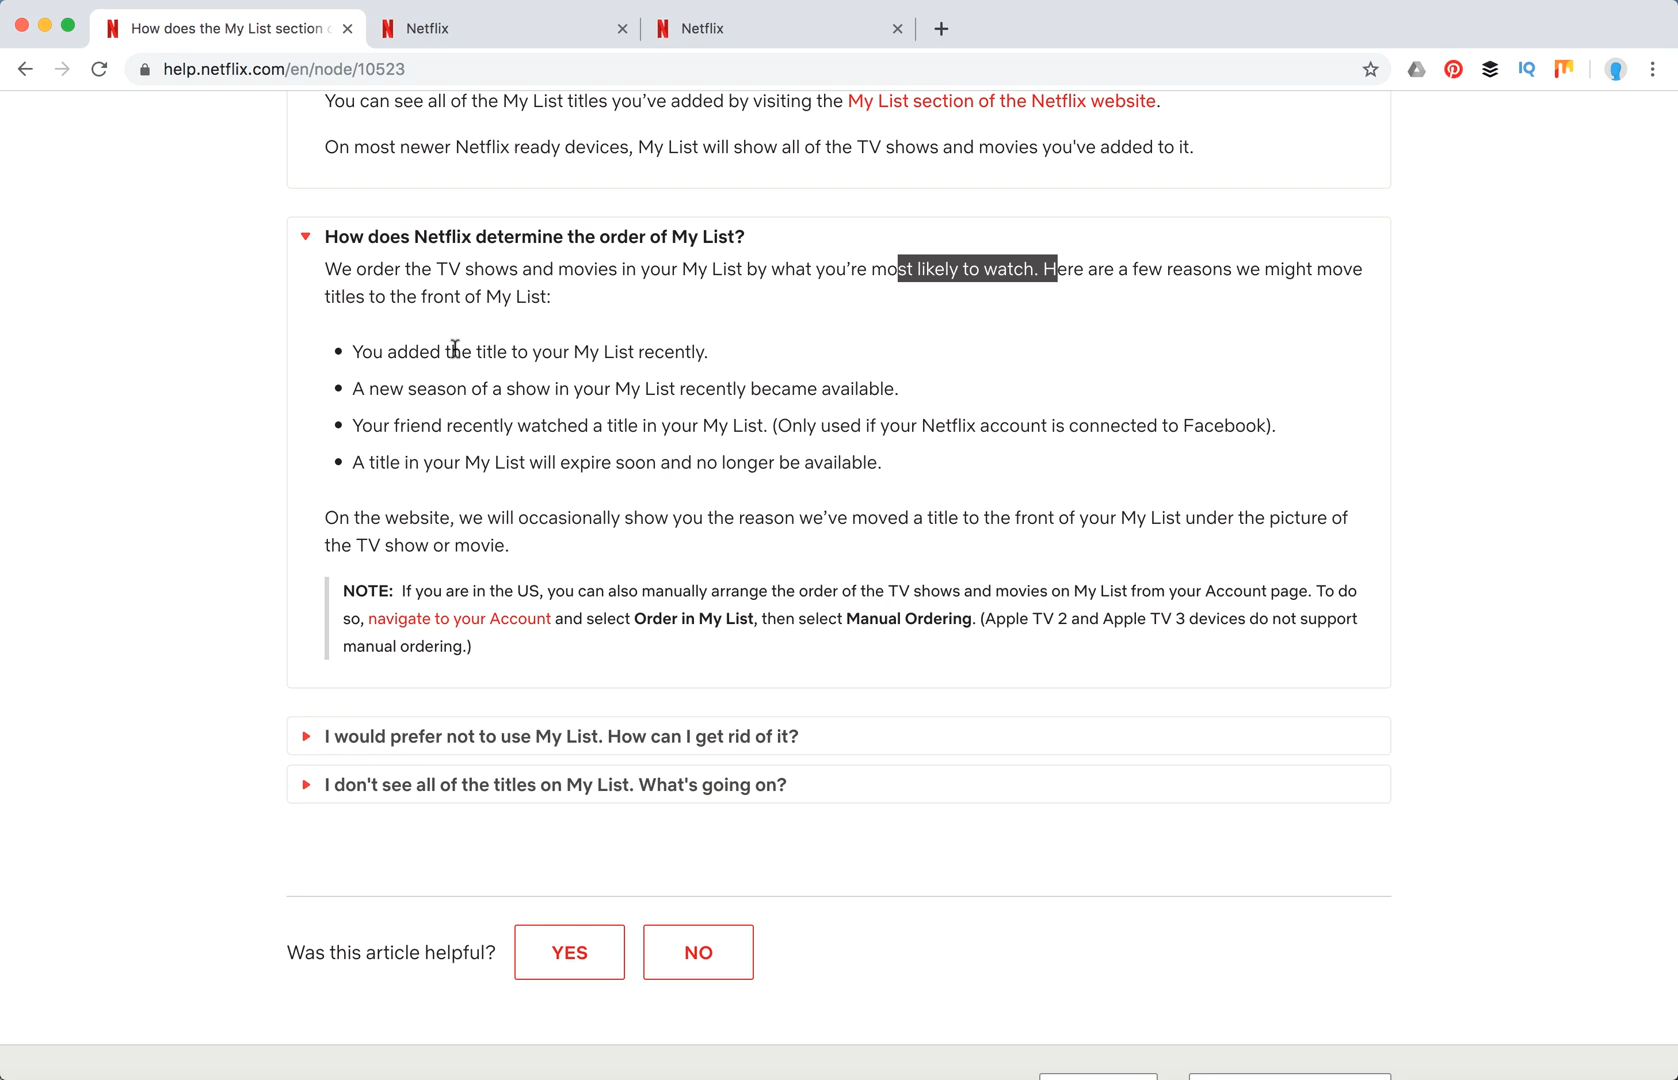 How does the My List section
Netflix
Netflix
help.netflix.com/en/node/10523
IQ
You can see all of the My List titles you’ve added by visiting the My List section of the Netflix website.
On most newer Netflix ready devices, My List will show all of the TV shows and movies you've added to it.
How does Netflix determine the order of My List?
We order the TV shows and movies in your My List by what you’re most likely to watch. Here are a few reasons we might move
titles to the front of My List:
• You added the title to your My List recently.
• A new season of a show in your My List recently became available.
• Your friend recently watched a title in your My List. (Only used if your Netflix account is connected to Facebook).
• A title in your My List will expire soon and no longer be available.
On the website, we will occasionally show you the reason we’ve moved a title to the front of your My List under the picture of
the TV show or movie.
NOTE: If you are in the US, you can also manually arrange the order of the TV shows and movies on My List from your Account page. To do
so, navigate to your Account and select Order in My List, then select Manual Ordering. (Apple TV 2 and Apple TV 3 devices do not support
manual ordering.)
I would prefer not to use My List. How can I get rid of it?
I don't see all of the titles on My List. What's going on?
Was this article helpful?
YES
NO